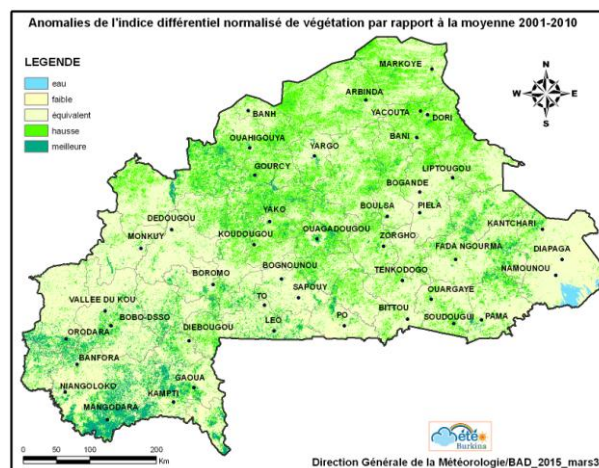 Anomalies de l'indice différentiel normalisé de végétation par rapport à la moyenne 2001-2010
LEGENDE
eau
faible
équivalent
hausse
meilleure
N
W
E
S
MARKOYE
ARBINDA
BANH
YACOUTA
DORI
OUAHIGOUYA
YARGO
BANI
GOURCY
LIPTOUGOU
BOGANDE
YAKO
BOULSA
PIELA
DEDOUGOU
OUAGADOUGOU
KANTCHARI
MONKUY
KOUDOUGOU
ZORGHO
FADA NGOURMA
DIAPAGA
BOROMO
BOGNOUNOU
TENKODOGO
NAMOUNOU
VALLEE DU KOU
TO
SAPOUY
OUARGAYE
BOBO-DSSO
ORODARA
DIEBOUGOU
LEO
PO
BITTOU
SOUDOUGUI
PAMA
BANFORA
NIANGOLOKO
GAOUA
KAMPTI
MANGODARA
0 50 100 200
Km
météo
Burkina
Direction Générale de la Météorologie/BAD_2015_mars3